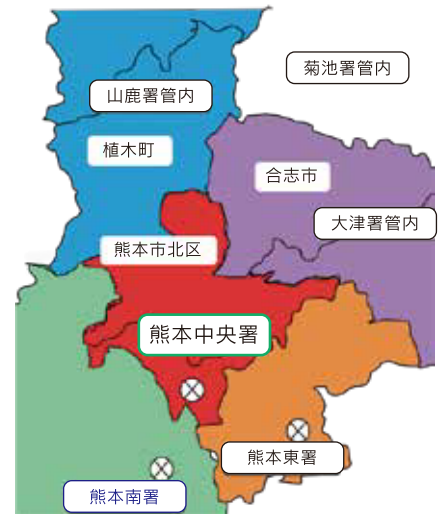 菊池署管内
山鹿署管内
植木町
合志市
大津署管内
熊本市北区
熊本中央署
熊本東署
熊本南署